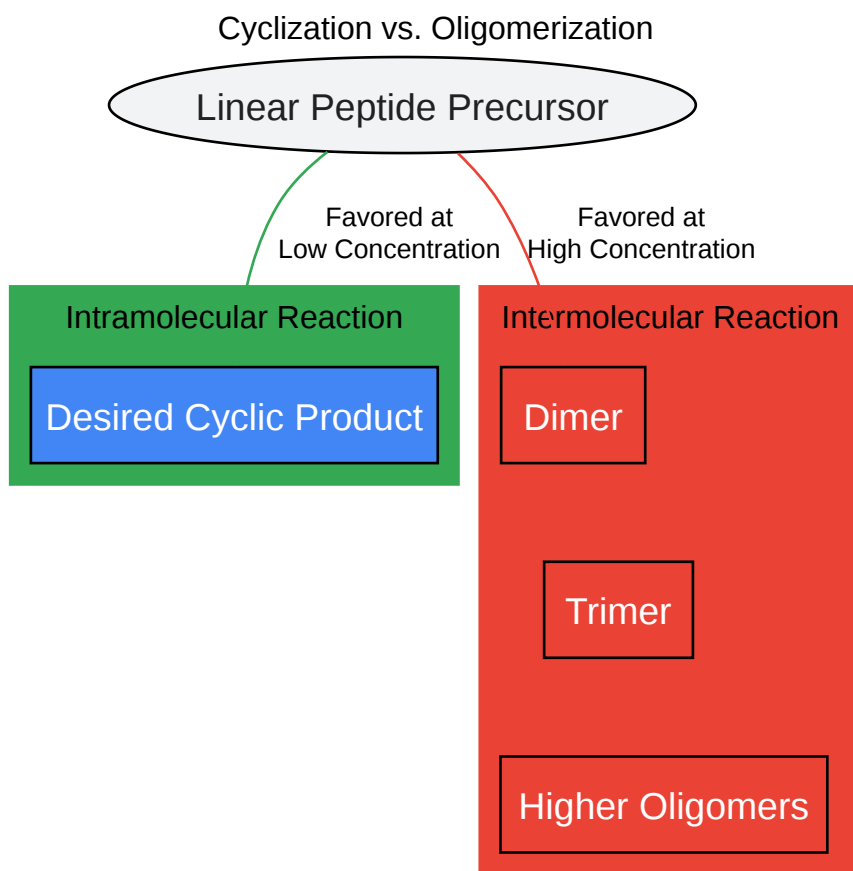 Cyclization vs. Oligomerization
Linear Peptide Precursor
Favored at
Low Concentration
Favored at
High Concentration
Intramolecular Reaction
Desired Cyclic Product
Intermolecular Reaction
Dimer
Trimer
Higher Oligomers